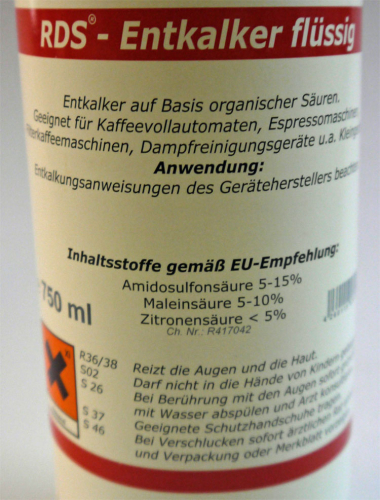 RDS® - Entkalker flüssig
Entkalker auf Basis organischer Säuren.
Geeignet für Kaffeevollautomaten, Espressomaschinen
Dampfreinigungsgeräte u.a.
Anwendung:
Entkalkungsanweisungen des Geräteherstellers
Inhaltsstoffe gemäß EU-Empfehlung:
Amidosulfonsäure 5-15%
Maleinsäure 5-10%
Zitronensäure < 5%
Ch. Nr.: R417042
750 ml
R36/38
S02
S 26
S 37
S 46
Reizt die Augen und die Haut.
Darf nicht in die Hände von Kindern
Bei Berührung mit den Augen sofort
mit Wasser abspülen und Arzt
Geeignete Schutzhandschuhe tragen.
Bei Verschlucken sofort ärztlichen
und Verpackung oder Merkblatt